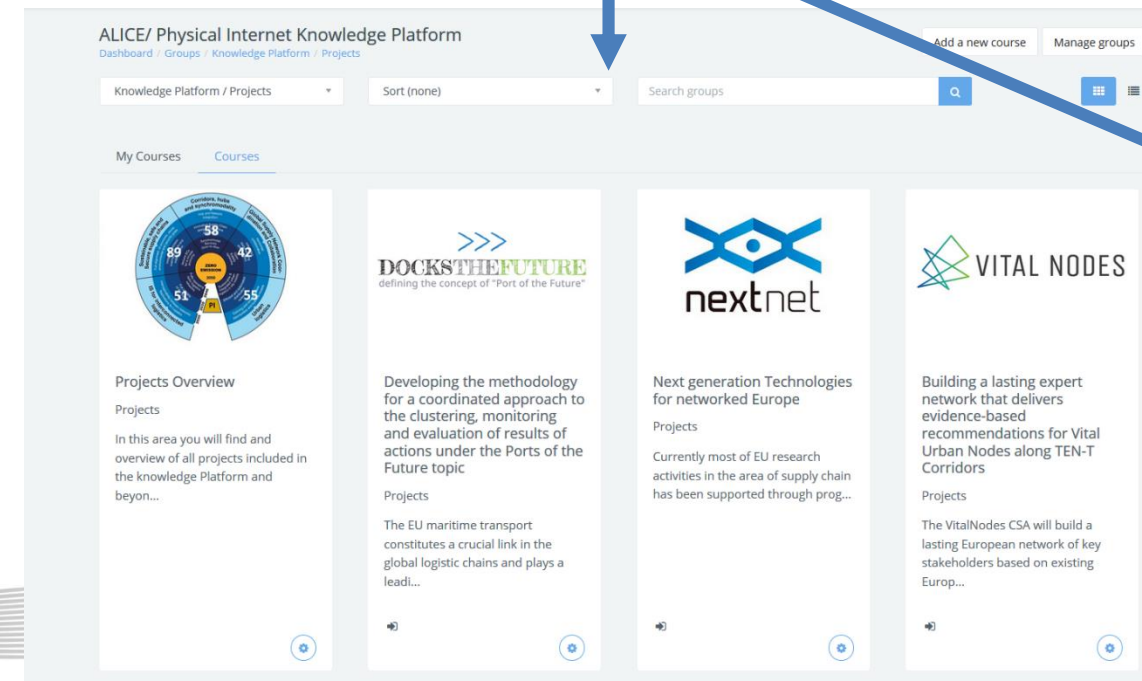 ALICE/ Physical Internet Knowledge Platform
Dashboard / Groups / Knowledge Platform / Projects
Add a new course
Manage groups
Knowledge Platform / Projects
Sort (none)
Search groups
My Courses
Courses
Corridors, hubs
and synchromodality
58
89
42
ZERO
EMISSION
51
PI
55
Urban
logistics
Projects Overview
Projects
In this area you will find and
overview of all projects included in
the knowledge Platform and
beyon...
>>>
DOCKSTHEFUTURE
defining the concept of "Port of the Future"
Developing the methodology
for a coordinated approach to
the clustering, monitoring
and evaluation of results of
actions under the Ports of the
Future topic
Projects
The EU maritime transport
constitutes a crucial link in the
global logistic chains and plays a
leadi...
nextnet
Next generation Technologies
for networked Europe
Projects
Currently most of EU research
activities in the area of supply chain
has been supported through prog...
VITAL NODES
Building a lasting expert
network that delivers
evidence-based
recommendations for Vital
Urban Nodes along TEN-T
Corridors
Projects
The VitalNodes CSA will build a
lasting European network of key
stakeholders based on existing
Europ...